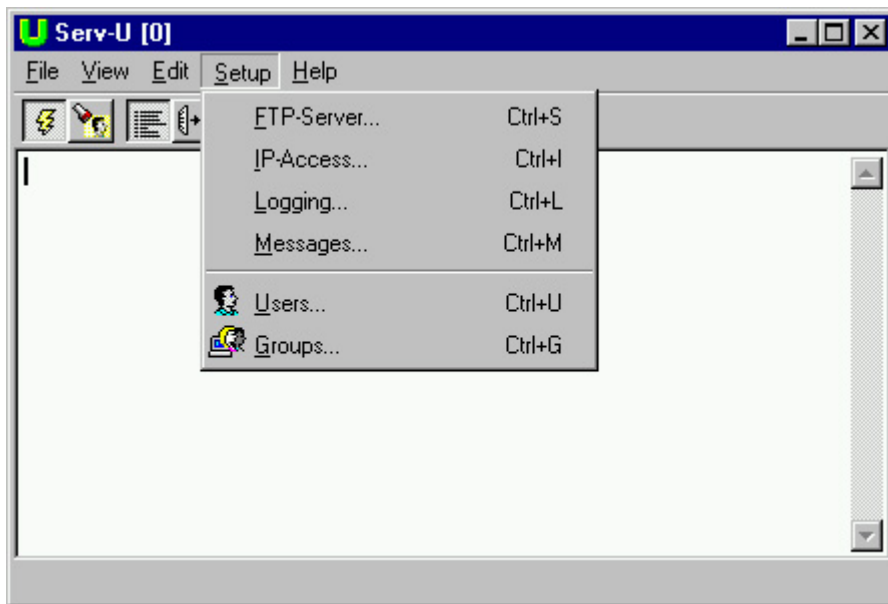 Serv-U [0]
File View Edit Setup Help
FTP-Server... Ctrl+S
IP-Access... Ctrl+I
Logging... Ctrl+L
Messages... Ctrl+M
Users... Ctrl+U
Groups... Ctrl+G